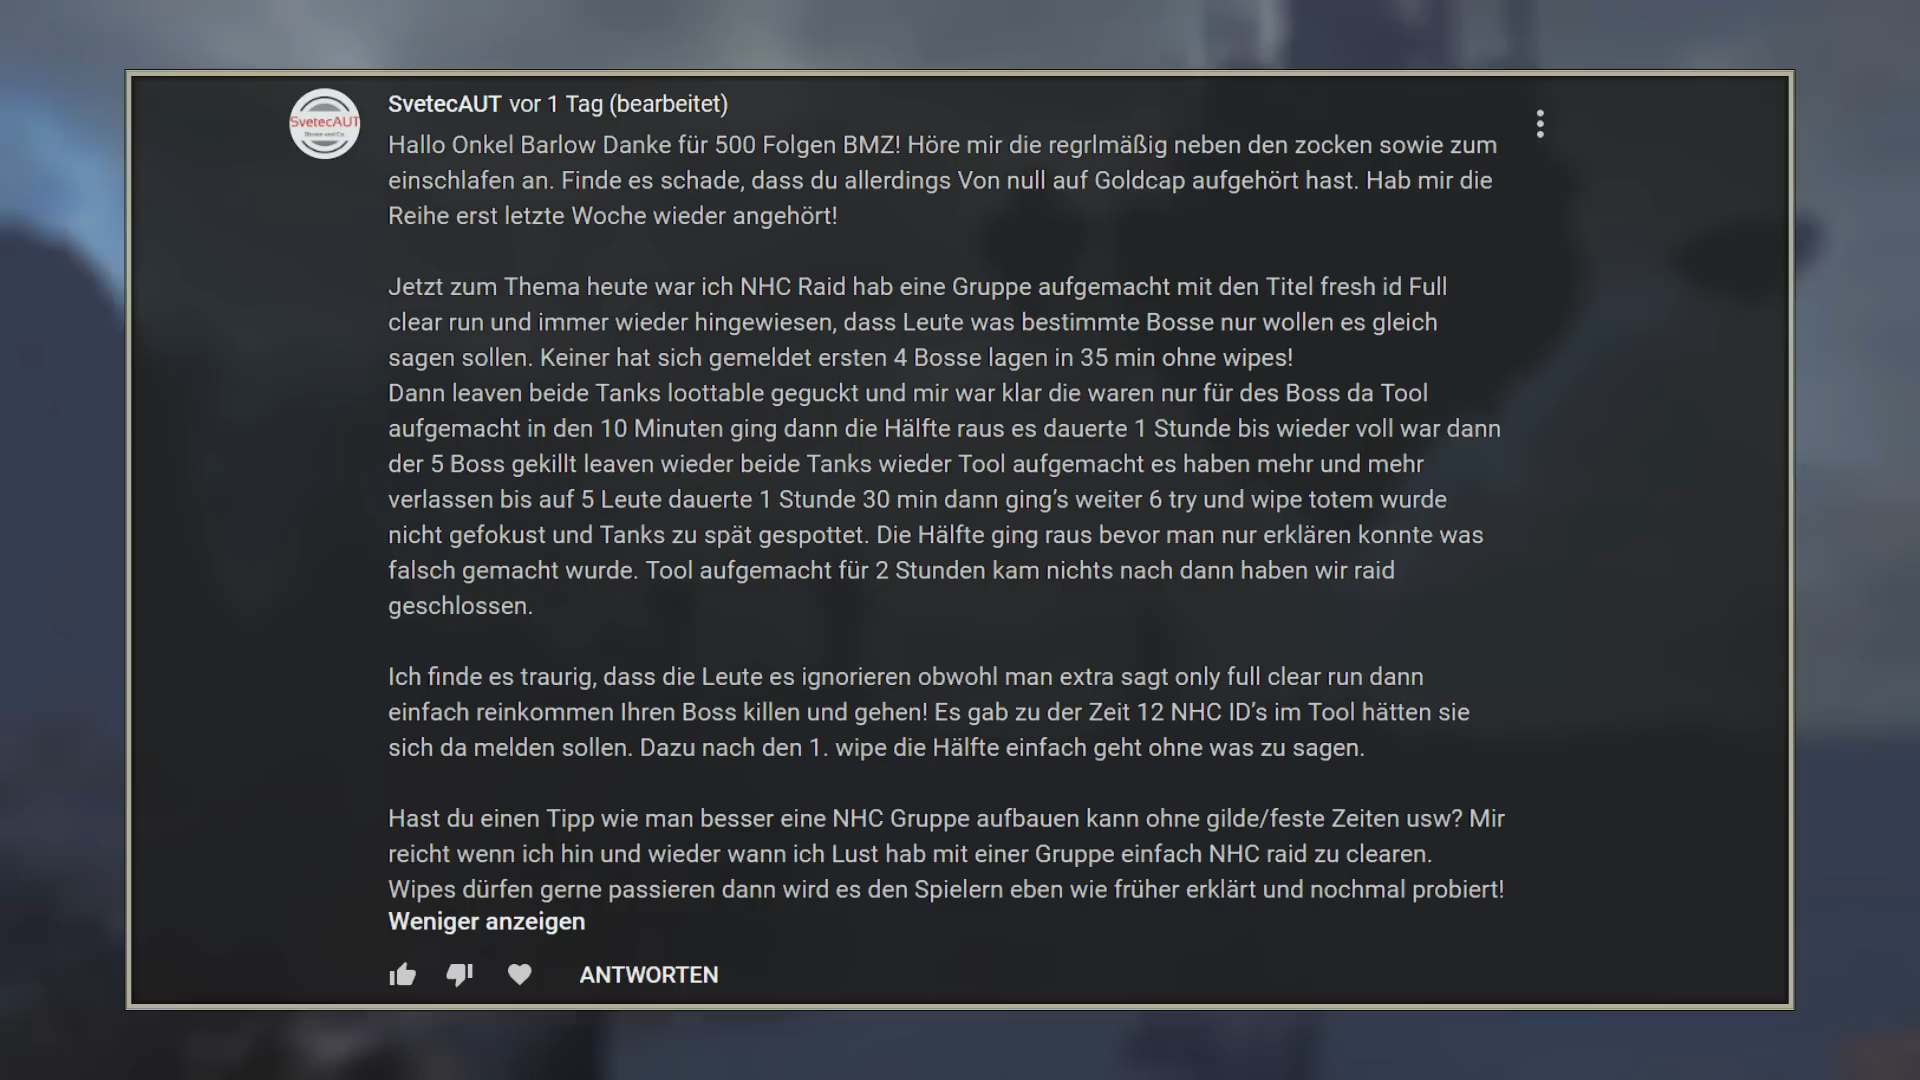 SvetecAUT
SvetecAUT vor 1 Tag (bearbeitet)
Hallo Onkel Barlow Danke für 500 Folgen BMZ! Höre mir die regrlmäßig neben den zocken sowie zum
einschlafen an. Finde es schade, dass du allerdings Von null auf Goldcap aufgehört hast. Hab mir die
Reihe erst letzte Woche wieder angehört!
Jetzt zum Thema heute war ich NHC Raid hab eine Gruppe aufgemacht mit den Titel fresh id Full
clear run und immer wieder hingewiesen, dass Leute was bestimmte Bosse nur wollen es gleich
sagen sollen. Keiner hat sich gemeldet ersten 4 Bosse lagen in 35 min ohne wipes!
Dann leaven beide Tanks loottable geguckt und mir war klar die waren nur für des Boss da Tool
aufgemacht in den 10 Minuten ging dann die Hälfte raus es dauerte 1 Stunde bis wieder voll war dann
der 5 Boss gekillt leaven wieder beide Tanks wieder Tool aufgemacht es haben mehr und mehr
verlassen bis auf 5 Leute dauerte 1 Stunde 30 min dann ging’s weiter 6 try und wipe totem wurde
nicht gefokust und Tanks zu spät gespottet. Die Hälfte ging raus bevor man nur erklären konnte was
falsch gemacht wurde. Tool aufgemacht für 2 Stunden kam nichts nach dann haben wir raid
geschlossen.
Ich finde es traurig, dass die Leute es ignorieren obwohl man extra sagt only full clear run dann
einfach reinkommen Ihren Boss killen und gehen! Es gab zu der Zeit 12 NHC ID’s im Tool hätten sie
sich da melden sollen. Dazu nach den 1. wipe die Hälfte einfach geht ohne was zu sagen.
Hast du einen Tipp wie man besser eine NHC Gruppe aufbauen kann ohne gilde/feste Zeiten usw? Mir
reicht wenn ich hin und wieder wann ich Lust hab mit einer Gruppe einfach NHC raid zu clearen.
Wipes dürfen gerne passieren dann wird es den Spielern eben wie früher erklärt und nochmal probiert!
Weniger anzeigen
ANTWORTEN